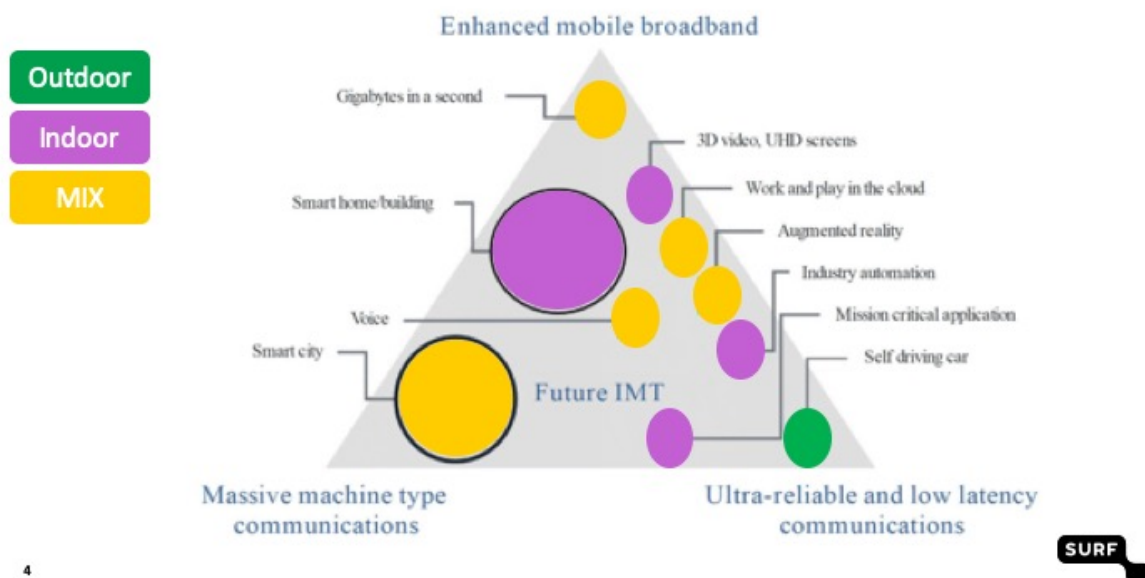 Enhanced mobile broadband
Outdoor
Indoor
MIX
Gigabytes in a second
3D video, UHD screens
Work and play in the cloud
Smart home/building
Augmented reality
Industry automation
Voice
Mission critical application
Smart city
Self driving car
Future IMT
Massive machine type
communications
Ultra-reliable and low latency
communications
SURF
4